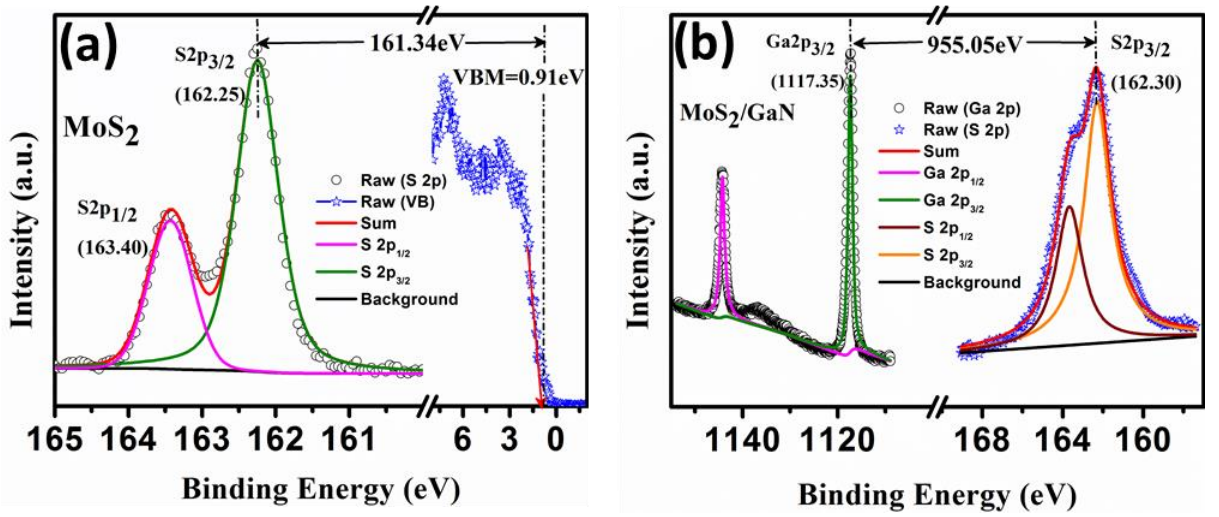 (a)
161.34eV
S2p3/2
(162.25)
VBM=0.91eV
MoS2
S2p1/2
(163.40)
Raw (S 2p)
Raw (VB)
Sum
S 2p1/2
S 2p3/2
Background
Intensity (a.u.)
165 164 163 162 161 6 3 0
Binding Energy (eV)
(b)
Ga2p3/2
955.05eV
S2p3/2
(1117.35)
(162.30)
MoS2/GaN
Raw (Ga 2p)
Raw (S 2p)
Sum
Ga 2p1/2
Ga 2p3/2
S 2p1/2
S 2p3/2
Background
Intensity (a.u.)
1140 1120 168 164 160
Binding Energy (eV)